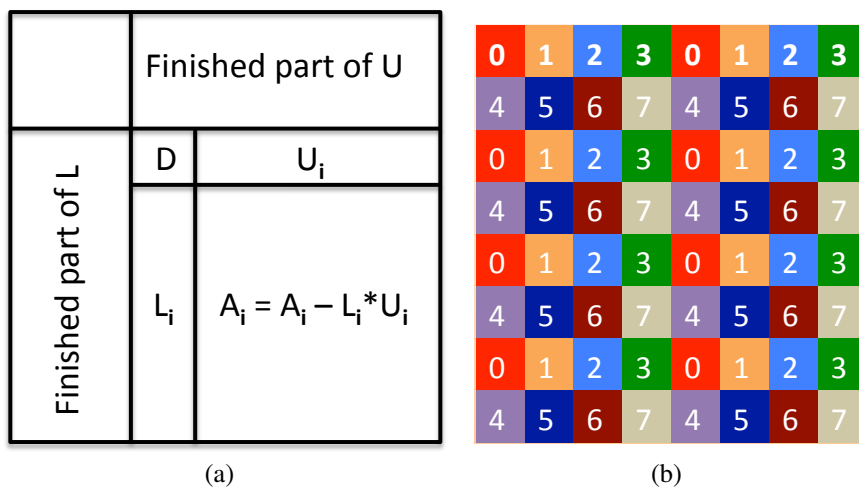 Finished part of U
D
Uᵢ
Finished part of L
Lᵢ
Aᵢ = Aᵢ – Lᵢ*Uᵢ
(a)
0 1 2 3 0 1 2 3
4 5 6 7 4 5 6 7
0 1 2 3 0 1 2 3
4 5 6 7 4 5 6 7
0 1 2 3 0 1 2 3
4 5 6 7 4 5 6 7
0 1 2 3 0 1 2 3
4 5 6 7 4 5 6 7
(b)